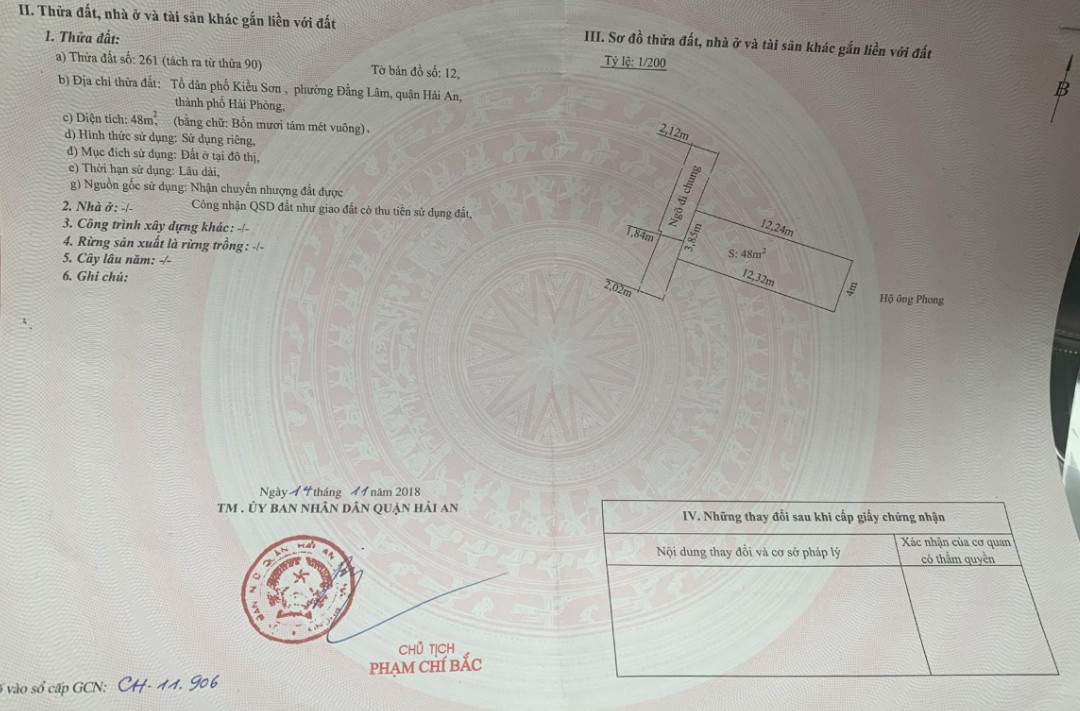 II. Thửa đất, nhà ở và tài sản khác gắn liền với đất
1. Thửa đất:
a) Thửa đất số: 261 (tách ra từ thửa 90)
Tờ bản đồ số: 12,
b) Địa chỉ thửa đất: Tổ dân phố Kiều Sơn , phường Đằng Lâm, quận Hải An,
thành phố Hải Phòng,
c) Diện tích: 48m², (bằng chữ: Bốn mươi tám mét vuông),
d) Hình thức sử dụng: Sử dụng riêng,
đ) Mục đích sử dụng: Đất ở tại đô thị,
e) Thời hạn sử dụng: Lâu dài,
g) Nguồn gốc sử dụng: Nhận chuyển nhượng đất được
Công nhận QSD đất như giao đất có thu tiền sử dụng đất,
2. Nhà ở: -/-
3. Công trình xây dựng khác: -/-
4. Rừng sản xuất là rừng trồng: -/-
5. Cây lâu năm: -/-
6. Ghi chú:
Ngày 14 tháng 11 năm 2018
TM . ỦY BAN NHÂN DÂN QUẬN HẢI AN
CHỦ TỊCH
PHẠM CHÍ BẮC
vào sổ cấp GCN: CH. 11. 906
III. Sơ đồ thửa đất, nhà ở và tài sản khác gắn liền với đất
Tỷ lệ: 1/200
B
2,12m
Ngõ đi chung
1,84m
3,85m
2,02m
12,24m
S: 48m²
12,32m
4m
Hộ ông Phong
IV. Những thay đổi sau khi cấp giấy chứng nhận
Nội dung thay đổi và cơ sở pháp lý
Xác nhận của cơ quan
có thẩm quyền